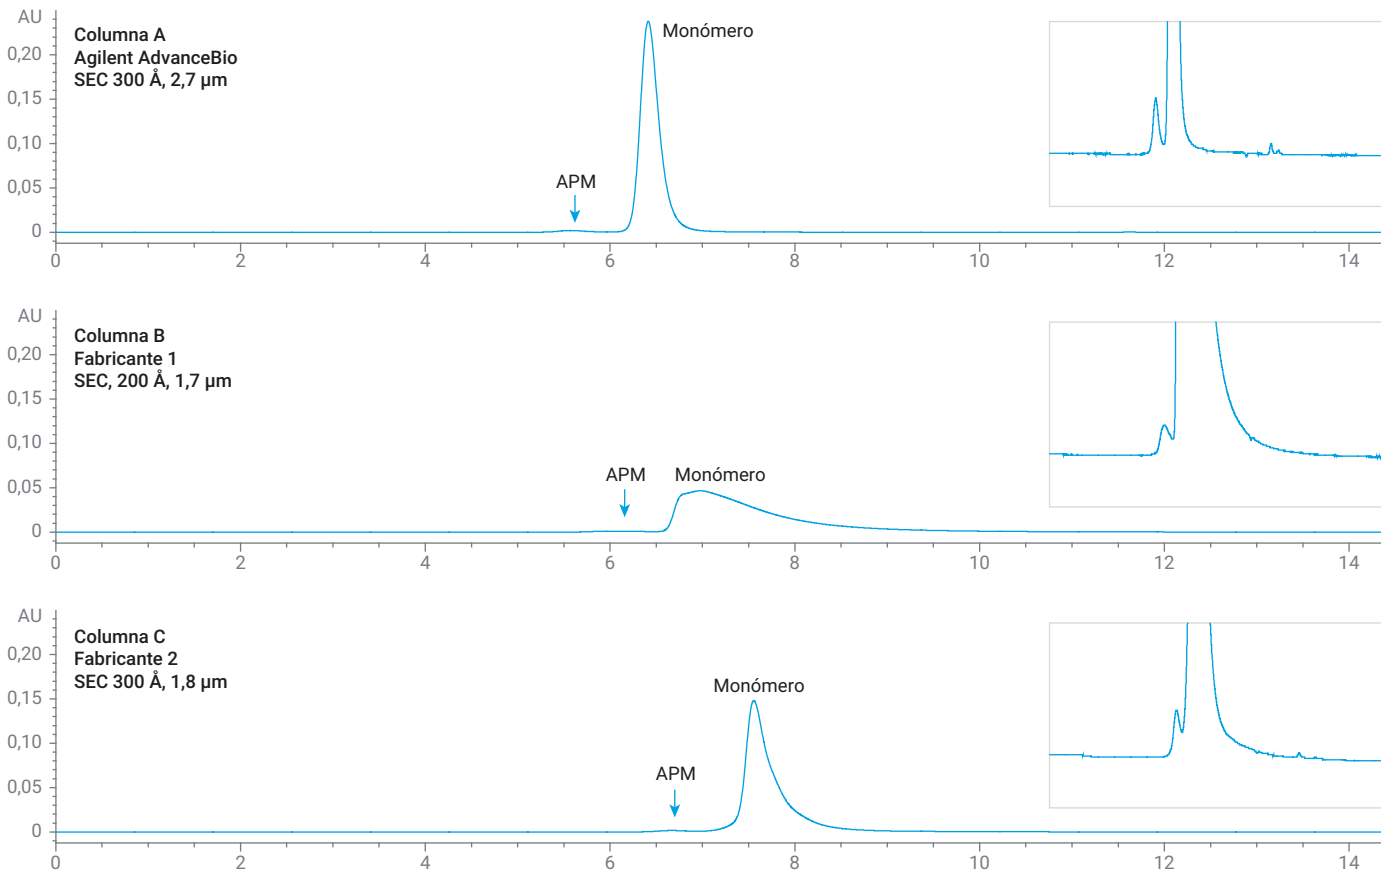 AU
Columna A
Agilent AdvanceBio
SEC 300 Å, 2,7 µm
Monómero
APM
0,20
0,15
0,10
0,05
0
0 2 4 6 8 10 12 14
AU
Columna B
Fabricante 1
SEC, 200 Å, 1,7 µm
APM Monómero
0,20
0,15
0,10
0,05
0
0 2 4 6 8 10 12 14
AU
Columna C
Fabricante 2
SEC 300 Å, 1,8 µm
Monómero
APM
0,20
0,15
0,10
0,05
0
0 2 4 6 8 10 12 14